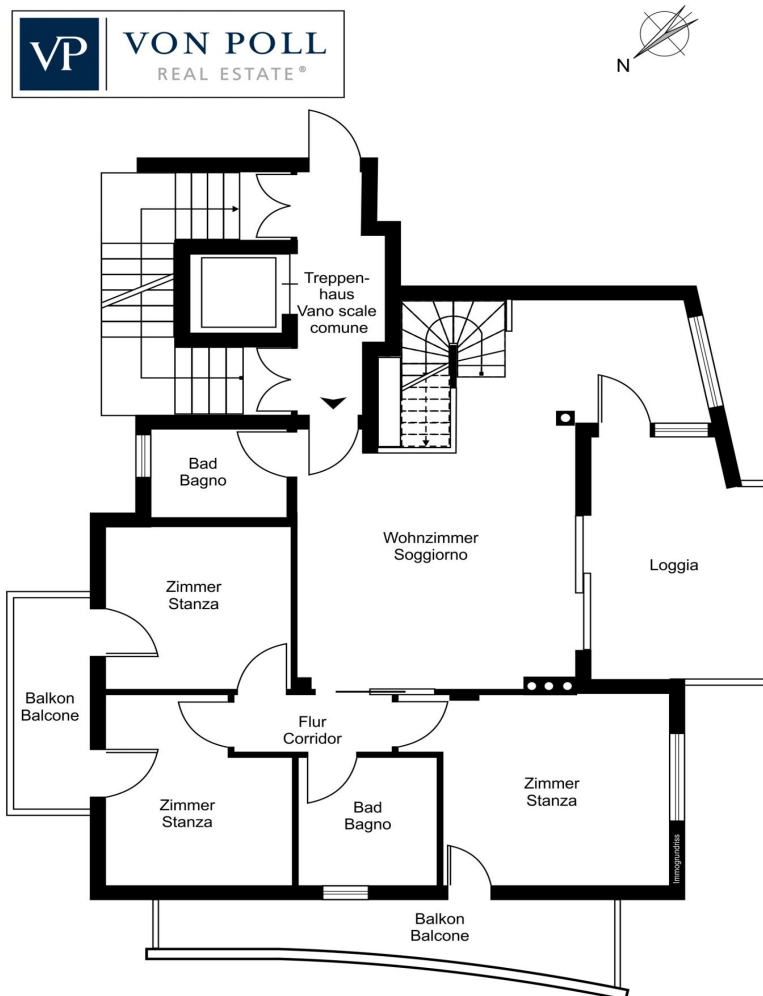 VP VON POLL
REAL ESTATE®
N
Treppen-
haus
Vano scale
comune
Bad
Bagno
Wohnzimmer
Soggiorno
Loggia
Zimmer
Stanza
Balkon
Balcone
Flur
Corridor
Zimmer
Stanza
Bad
Bagno
Zimmer
Stanza
Immogrundriss
Balkon
Balcone